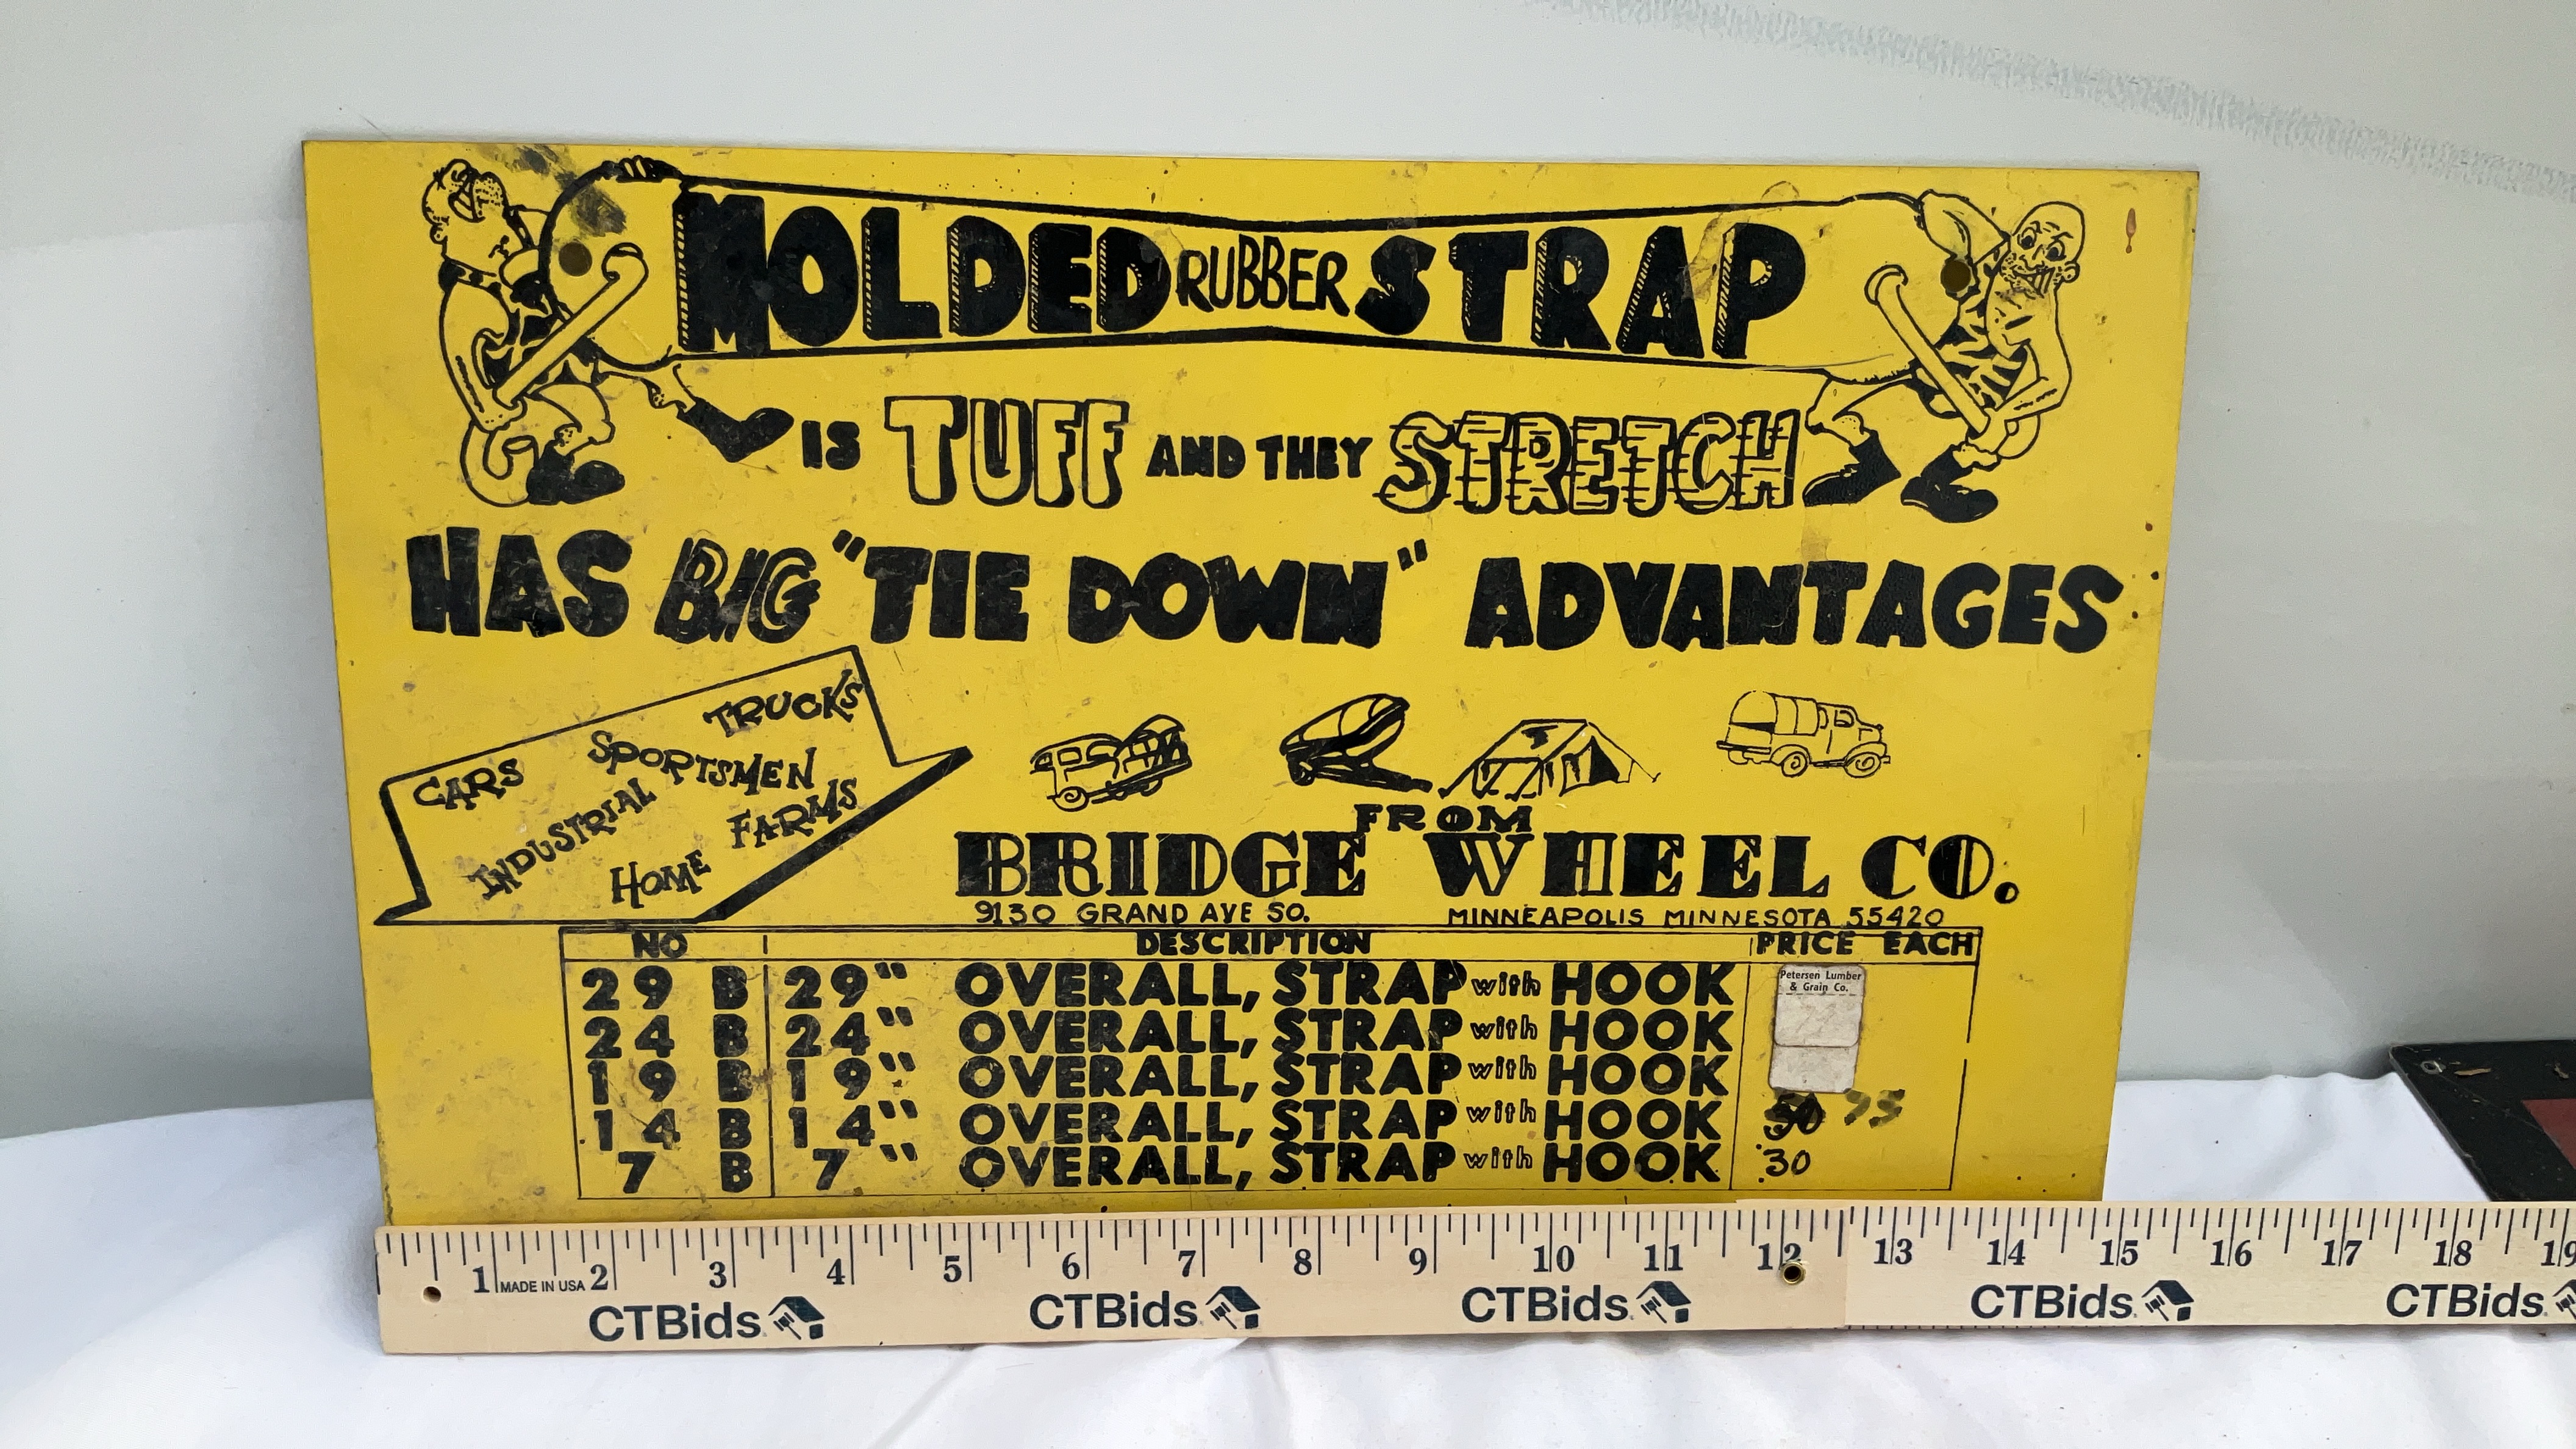 MOLDED RUBBER STRAP
IS TUFF AND THEY STRETCH
HAS BIG "TIE DOWN" ADVANTAGES
TRUCKS
CARS SPORTSMEN
INDUSTRIAL FARMS
HOME
FROM
BRIDGE WHEEL CO.
9130 GRAND AVE SO. MINNEAPOLIS MINNESOTA 55420
NO DESCRIPTION PRICE EACH
29 B 29" OVERALL, STRAP with HOOK
Petersen Lumber
& Grain Co.
24 B 24" OVERALL, STRAP with HOOK
19 B 19" OVERALL, STRAP with HOOK
14 B 14" OVERALL, STRAP with HOOK 50 75
7 B 7" OVERALL, STRAP with HOOK 30
1 2 3 4 5 6 7 8 9 10 11 12 13 14 15 16 17 18 19
MADE IN USA
CTBids CTBids CTBids CTBids CTBids